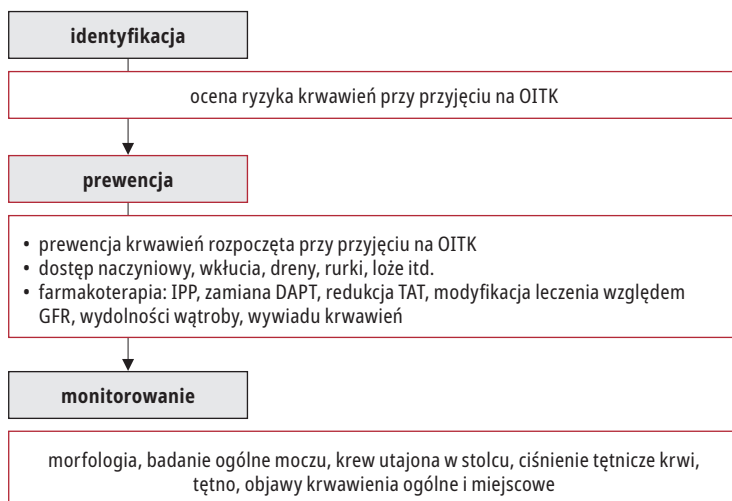 identyfikacja
ocena ryzyka krwawień przy przyjęciu na OITK
prewencja
• prewencja krwawień rozpoczęta przy przyjęciu na OITK
• dostęp naczyniowy, wkłucia, dreny, rurki, loże itd.
• farmakoterapia: IPP, zamiana DAPT, redukcja TAT, modyfikacja leczenia względem
GFR, wydolności wątroby, wywiadu krwawień
monitorowanie
morfologia, badanie ogólne moczu, krew utajona w stolcu, ciśnienie tętnicze krwi,
tętno, objawy krwawienia ogólne i miejscowe